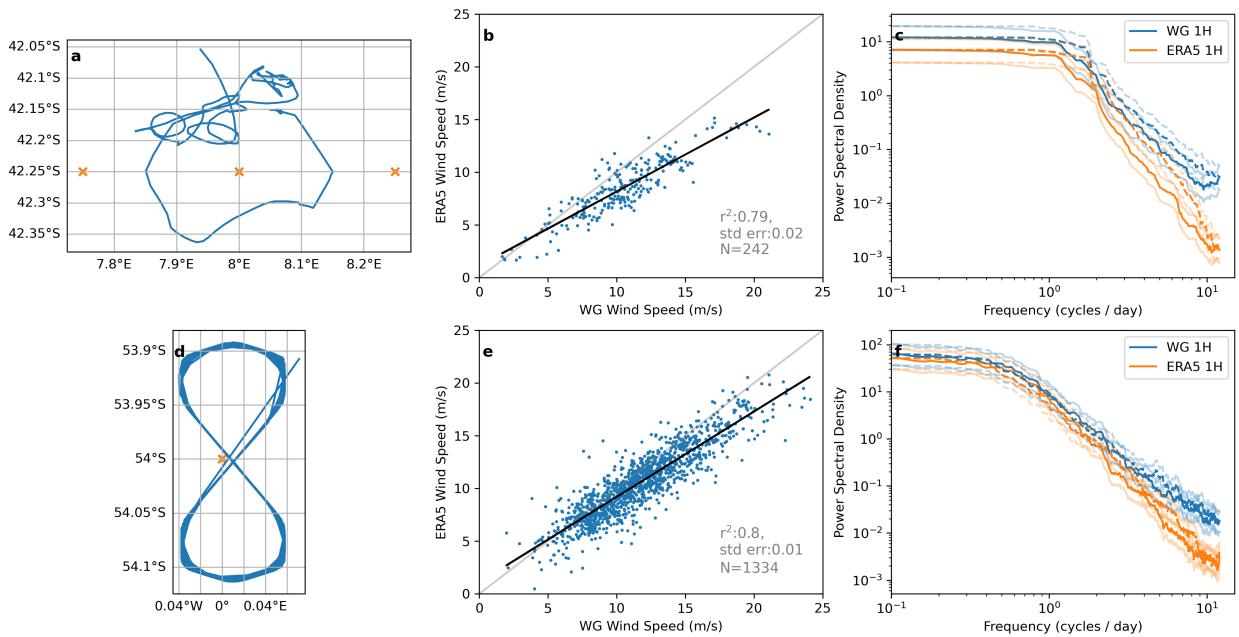 a
42.05°S
42.1°S
42.15°S
42.2°S
42.25°S
42.3°S
42.35°S
7.8°E 7.9°E 8°E 8.1°E 8.2°E
b
ERA5 Wind Speed (m/s)
25
20
15
10
5
0
r²:0.79,
std err:0.02
N=242
0 5 10 15 20 25
WG Wind Speed (m/s)
c
WG 1H
ERA5 1H
Power Spectral Density
10¹
10⁰
10⁻¹
10⁻²
10⁻³
10⁻¹ 10⁰ 10¹
Frequency (cycles / day)
d
53.9°S
53.95°S
54°S
54.05°S
54.1°S
0.04°W 0° 0.04°E
e
ERA5 Wind Speed (m/s)
25
20
15
10
5
0
r²:0.8,
std err:0.01
N=1334
0 5 10 15 20 25
WG Wind Speed (m/s)
f
WG 1H
ERA5 1H
Power Spectral Density
10²
10¹
10⁰
10⁻¹
10⁻²
10⁻³
10⁻¹ 10⁰ 10¹
Frequency (cycles / day)